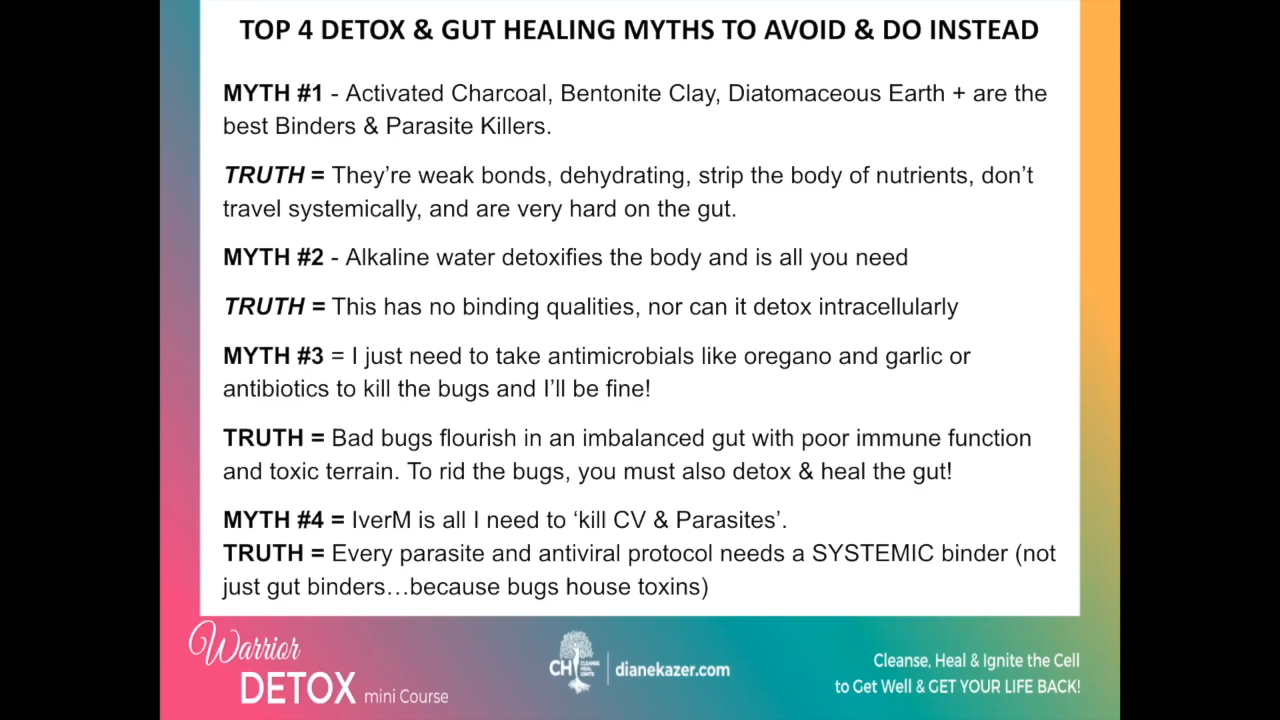 TOP 4 DETOX & GUT HEALING MYTHS TO AVOID & DO INSTEAD
MYTH #1 - Activated Charcoal, Bentonite Clay, Diatomaceous Earth + are the
best Binders & Parasite Killers.
TRUTH = They’re weak bonds, dehydrating, strip the body of nutrients, don’t
travel systemically, and are very hard on the gut.
MYTH #2 - Alkaline water detoxifies the body and is all you need
TRUTH = This has no binding qualities, nor can it detox intracellularly
MYTH #3 = I just need to take antimicrobials like oregano and garlic or
antibiotics to kill the bugs and I’ll be fine!
TRUTH = Bad bugs flourish in an imbalanced gut with poor immune function
and toxic terrain. To rid the bugs, you must also detox & heal the gut!
MYTH #4 = IverM is all I need to ‘kill CV & Parasites’.
TRUTH = Every parasite and antiviral protocol needs a SYSTEMIC binder (not
just gut binders…because bugs house toxins)
Warrior
DETOX mini Course
CH
CLEANSE
HEAL
IGNITE
dianekazer.com
Cleanse, Heal & Ignite the Cell
to Get Well & GET YOUR LIFE BACK!